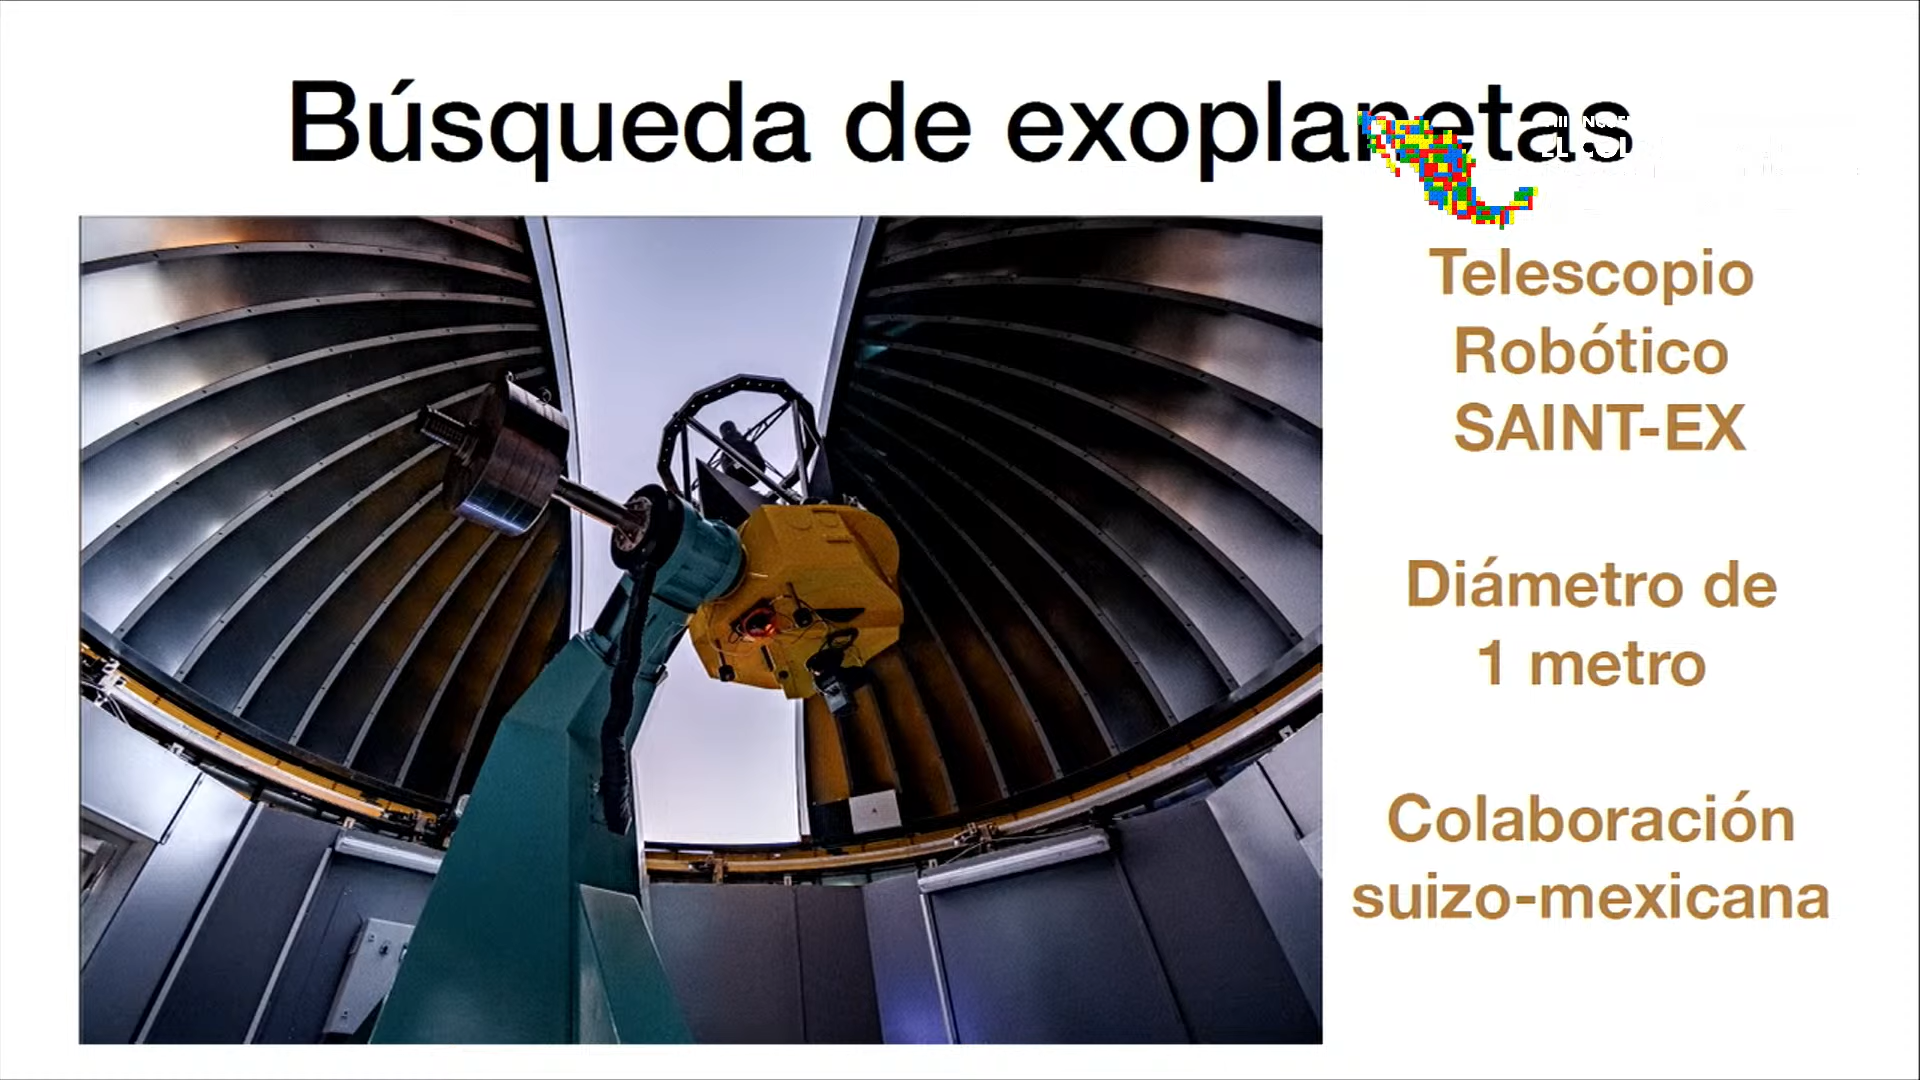 Búsqueda de exoplanetas
Telescopio
Robótico
SAINT-EX
Diámetro de
1 metro
Colaboración
suizo-mexicana